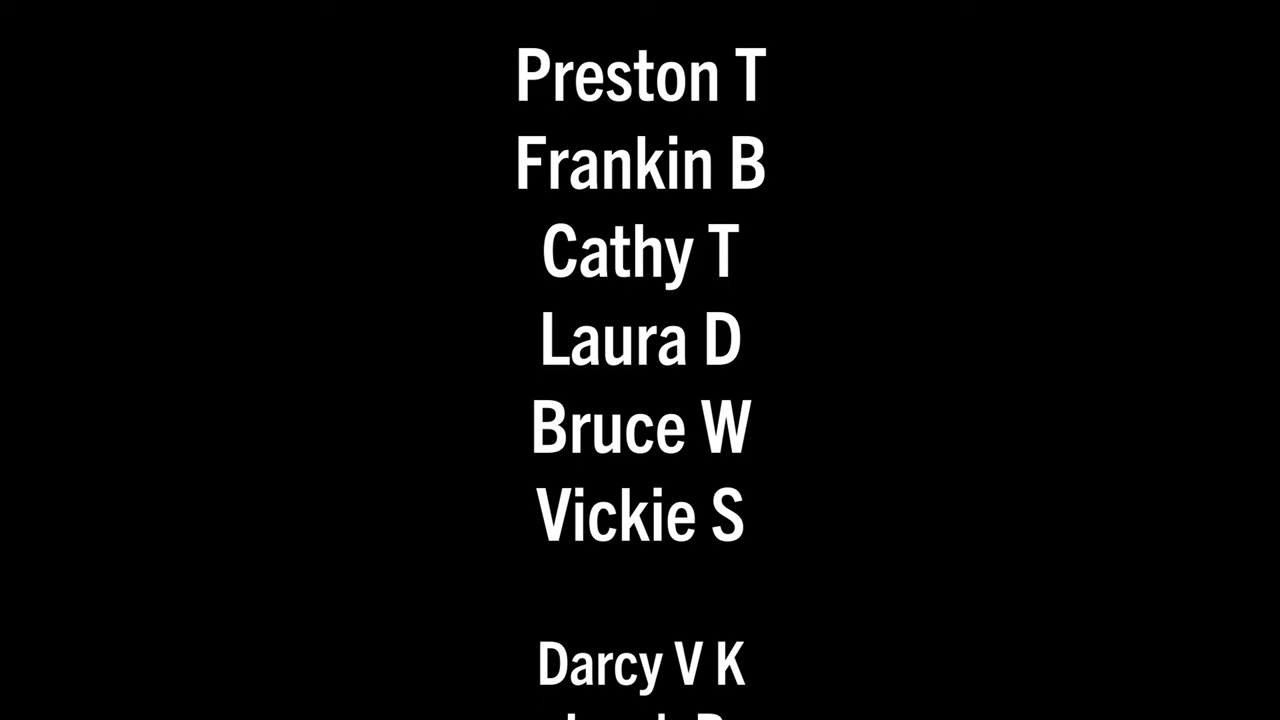 Preston T
Frankin B
Cathy T
Laura D
Bruce W
Vickie S
Darcy V K